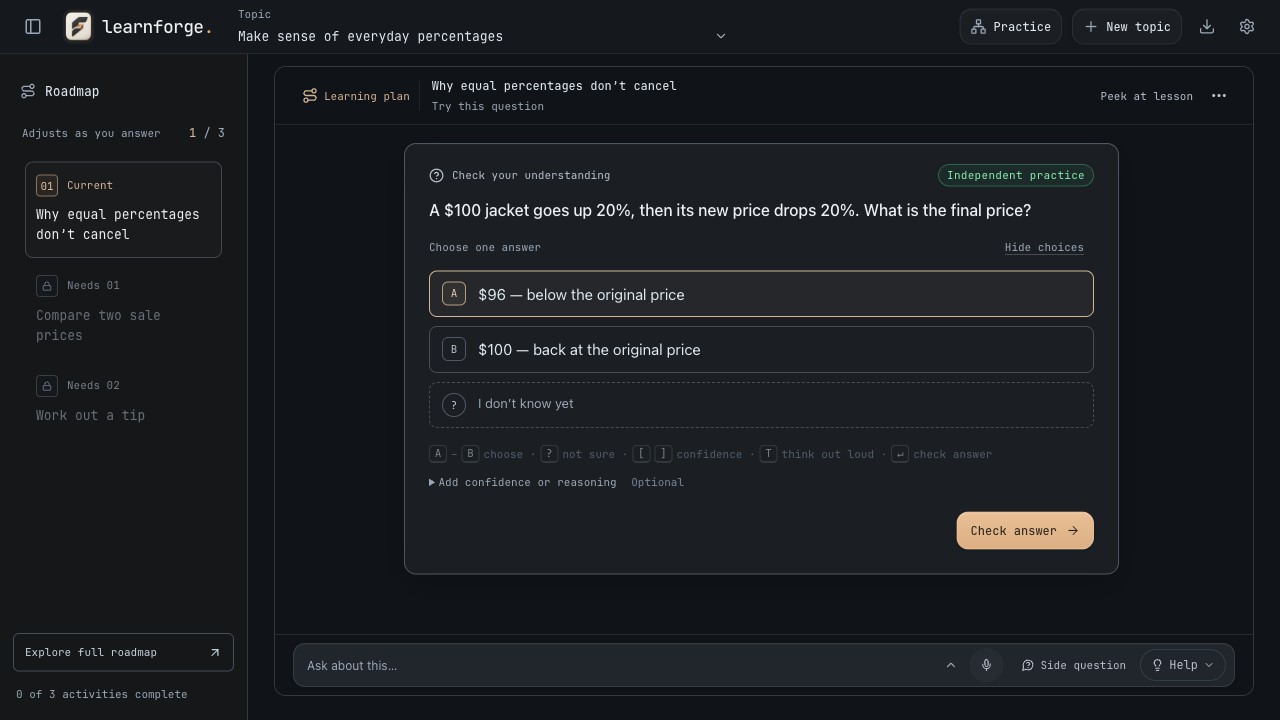 learnforge.
Topic
Make sense of everyday percentages
Practice
New topic
Roadmap
Adjusts as you answer 1 / 3
01 Current
Why equal percentages
don't cancel
Needs 01
Compare two sale
prices
Needs 02
Work out a tip
Explore full roadmap
0 of 3 activities complete
Learning plan
Why equal percentages don't cancel
Try this question
Peek at lesson
Check your understanding
Independent practice
A $100 jacket goes up 20%, then its new price drops 20%. What is the final price?
Choose one answer
Hide choices
A $96 — below the original price
B $100 — back at the original price
? I don't know yet
A – B choose · ? not sure · [ ] confidence · T think out loud · ↵ check answer
Add confidence or reasoning Optional
Check answer →
Ask about this...
Side question
Help